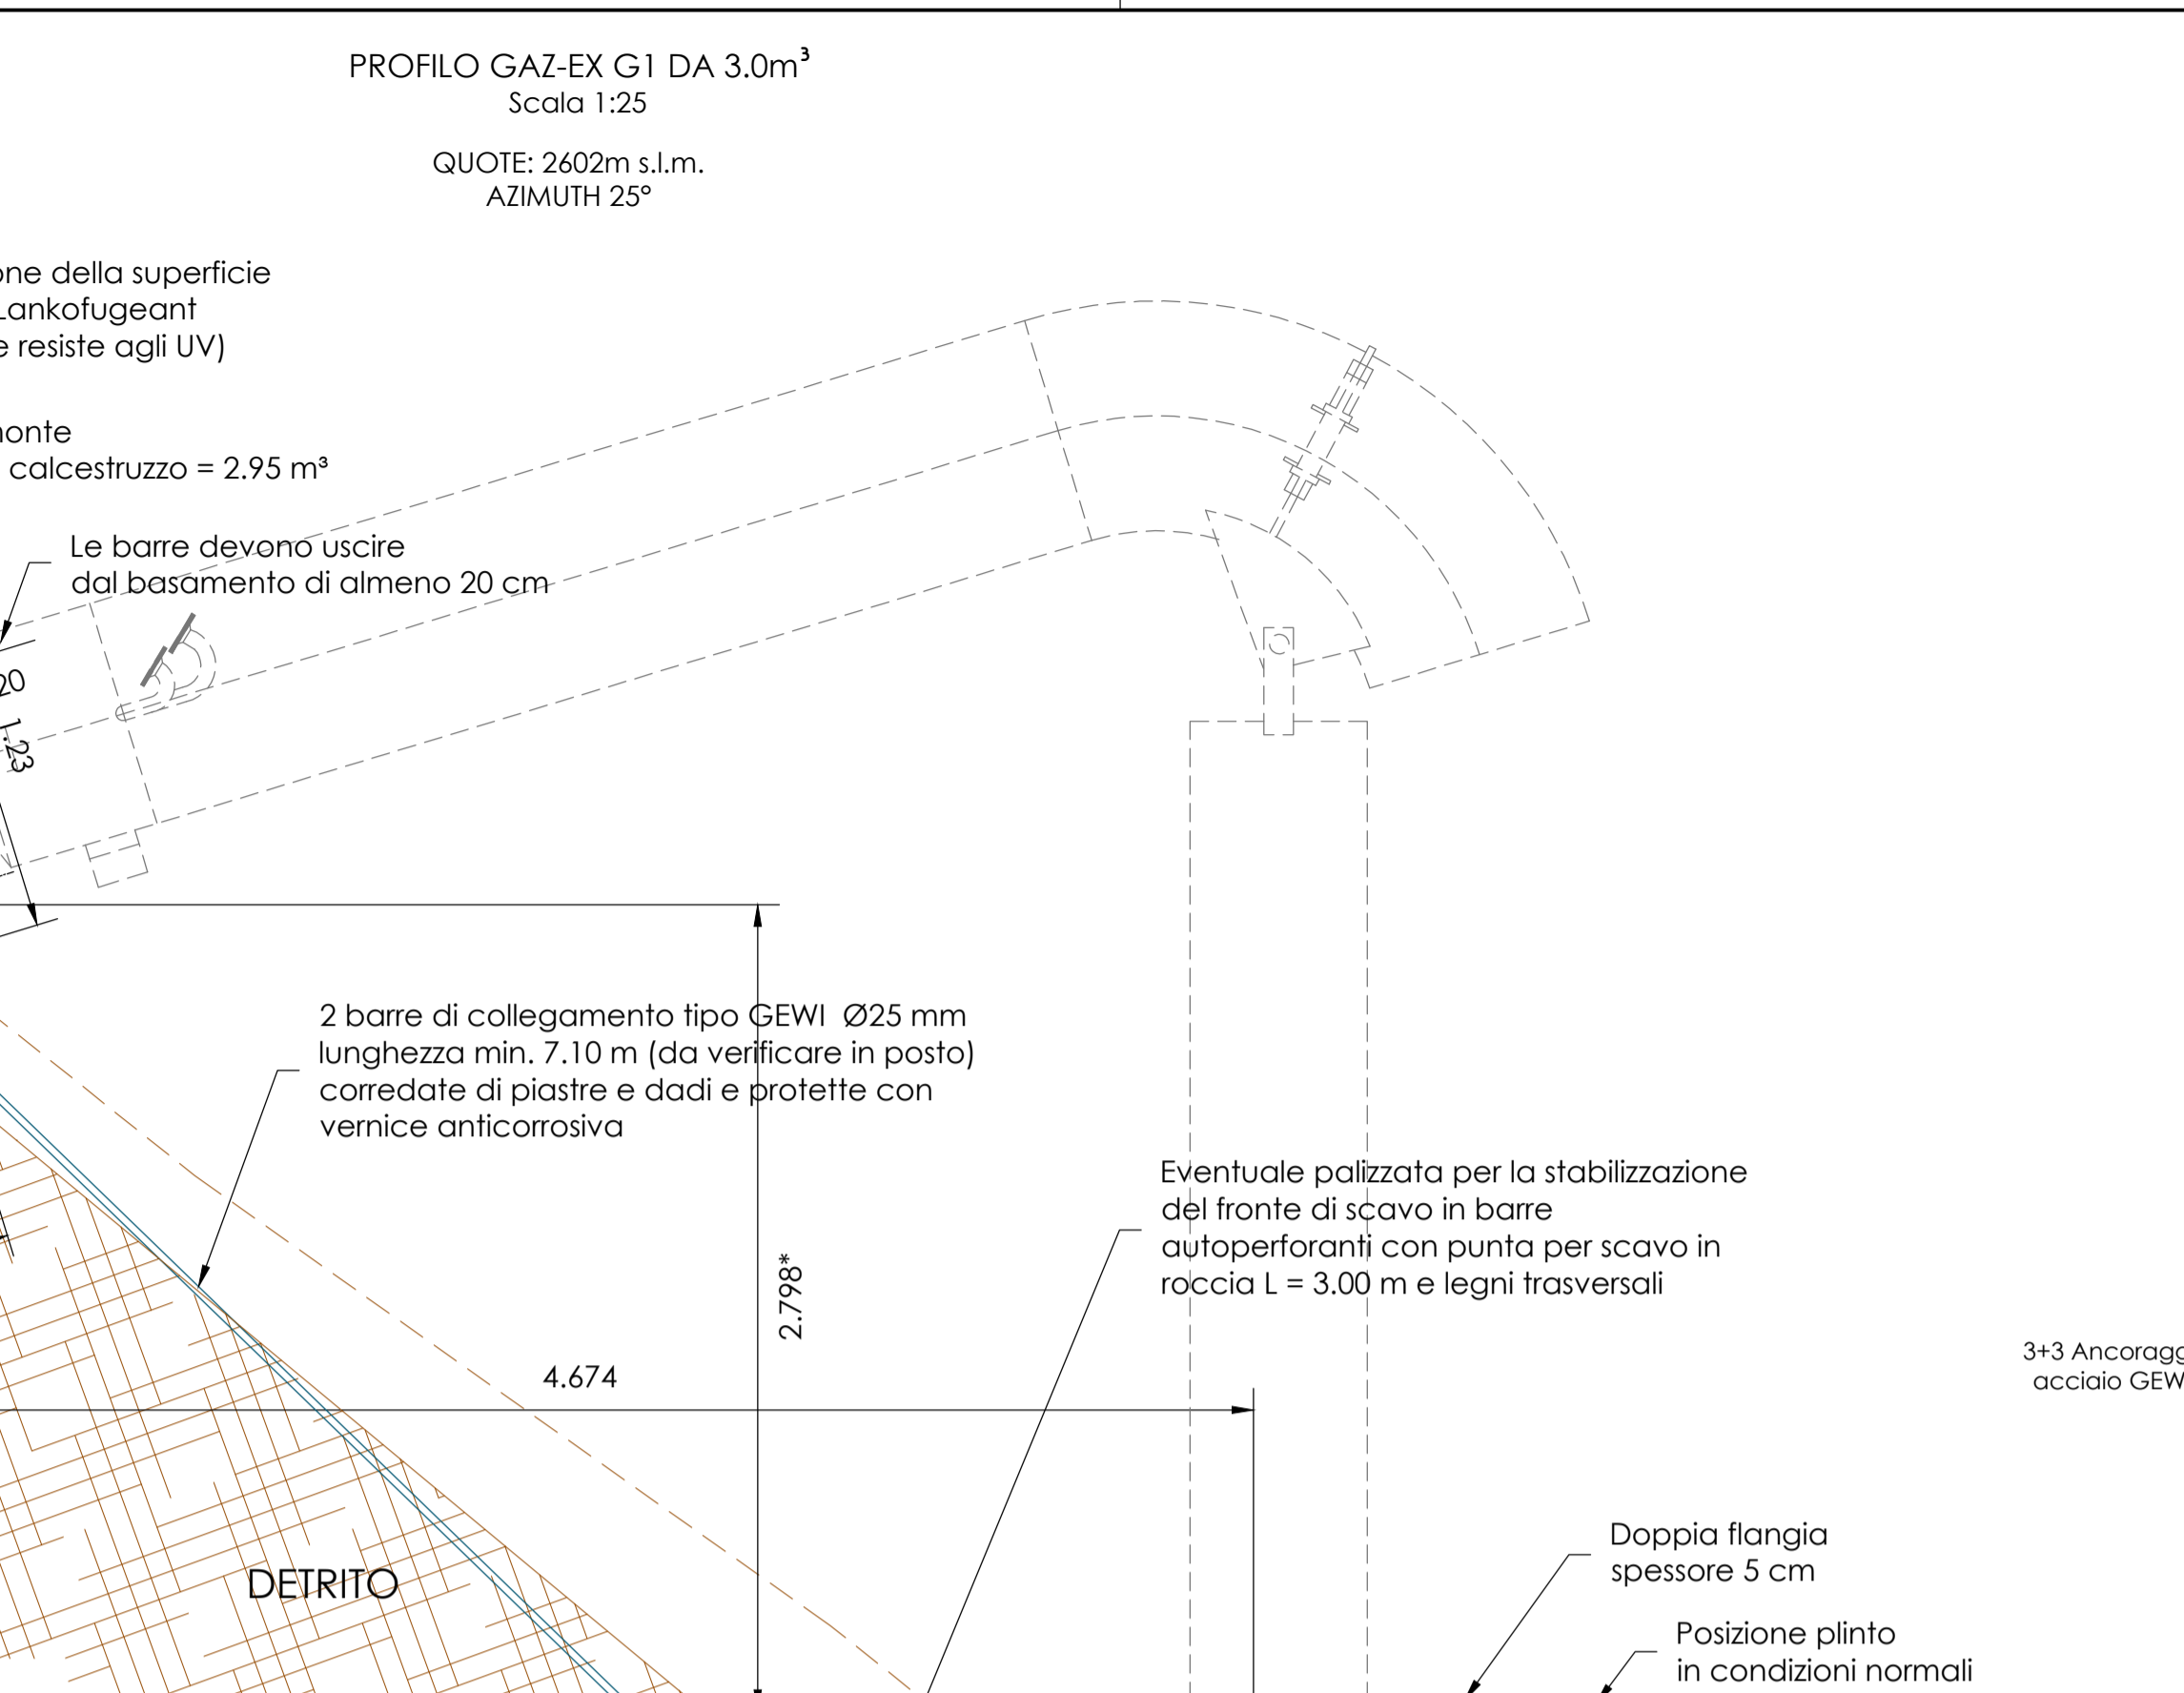 PROFILO GAZ-EX G1 DA 3.0m³
Scala 1:25
QUOTE: 2602m s.l.m.
AZIMUTH 25°
della superficie
Lankofugeant
resiste agli UV)
calcestruzzo = 2.95 m³
Le barre devono uscire
dal basamento di almeno 20 cm
20
1.23
2 barre di collegamento tipo GEWI Ø25 mm
lunghezza min. 7.10 m (da verificare in posto)
corredate di piastre e dadi e protette con
vernice anticorrosiva
Eventuale palizzata per la stabilizzazione
del fronte di scavo in barre
autoperforanti con punta per scavo in
roccia L = 3.00 m e legni trasversali
2.798*
4.674
3+3 Ancoragg
acciaio GEW
DETRITO
Doppia flangia
spessore 5 cm
Posizione plinto
in condizioni normali